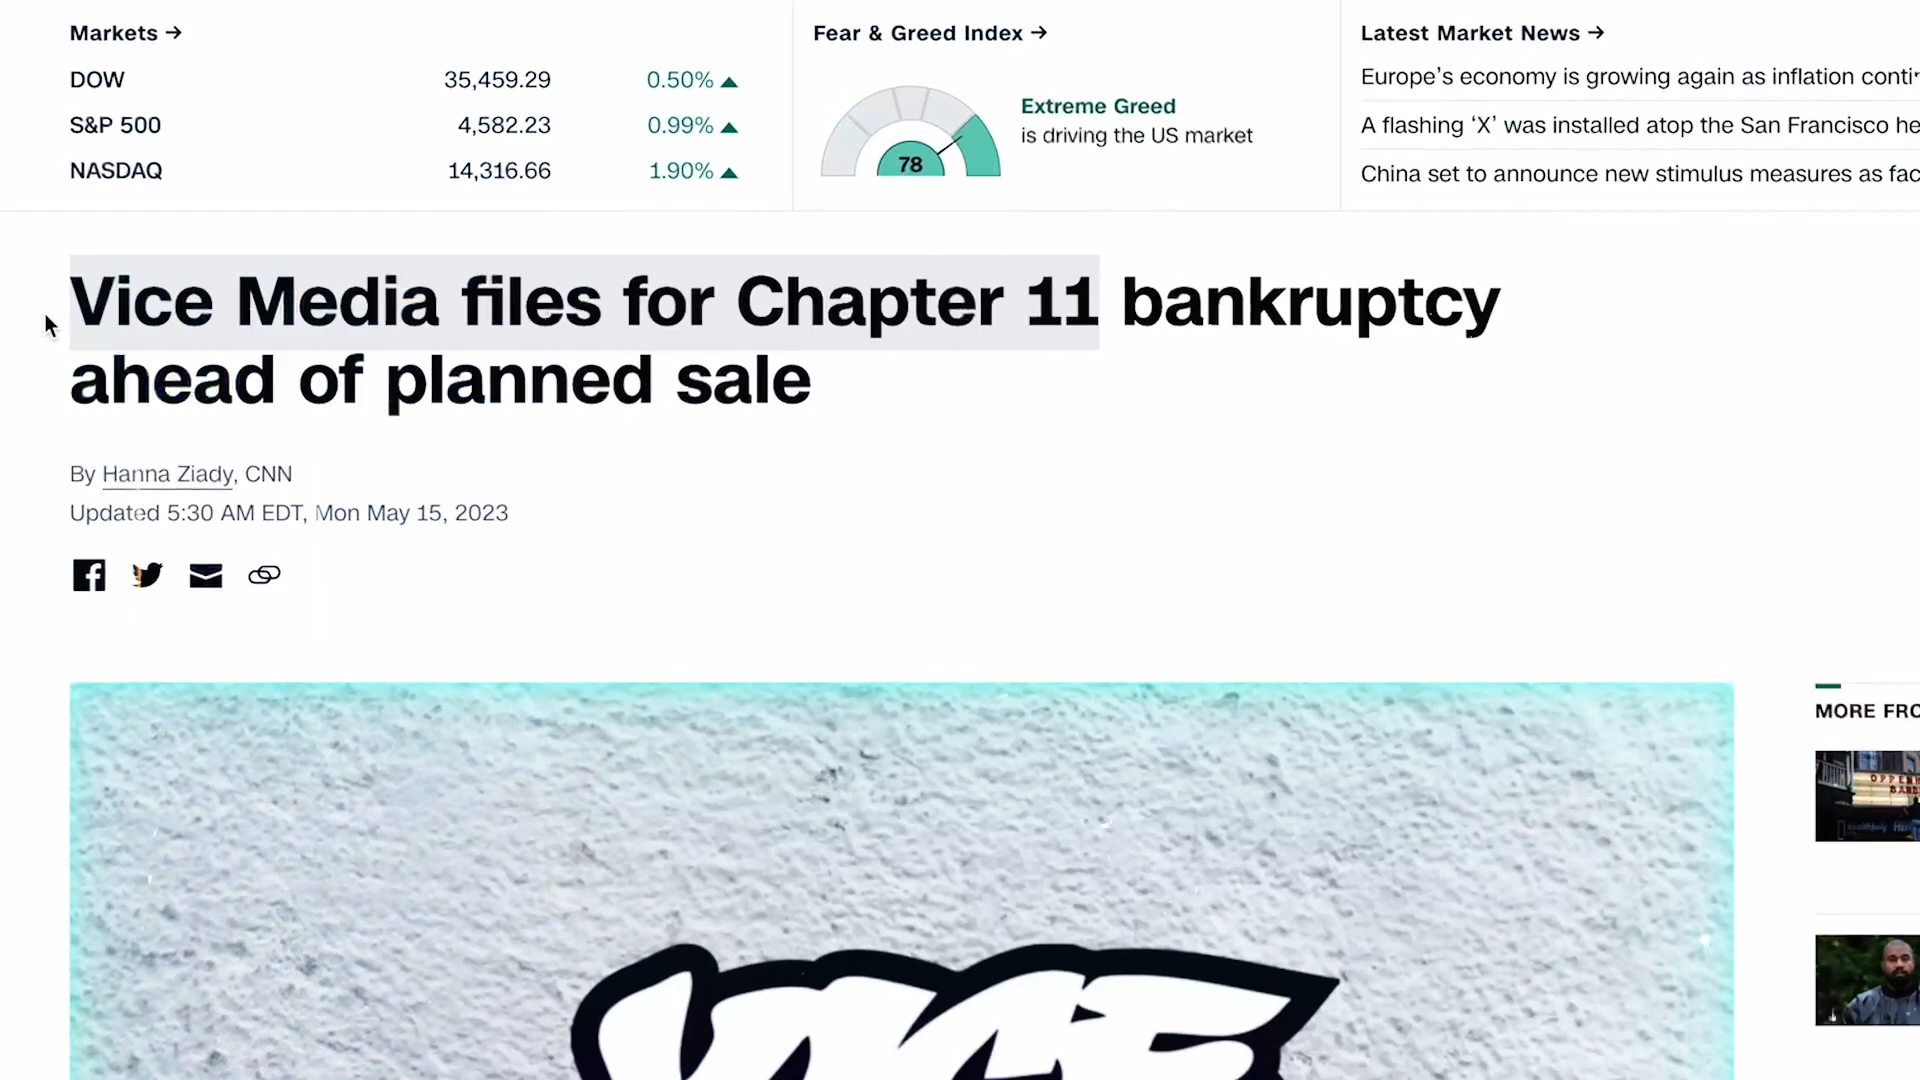 Markets →
DOW 35,459.29 0.50%
S&P 500 4,582.23 0.99%
NASDAQ 14,316.66 1.90%
Fear & Greed Index →
78
Extreme Greed
is driving the US market
Latest Market News →
Europe’s economy is growing again as inflation
A flashing ‘X’ was installed atop the San Francisco
China set to announce new stimulus measures as
Vice Media files for Chapter 11 bankruptcy
ahead of planned sale
By Hanna Ziady, CNN
Updated 5:30 AM EDT, Mon May 15, 2023
MORE
VICE